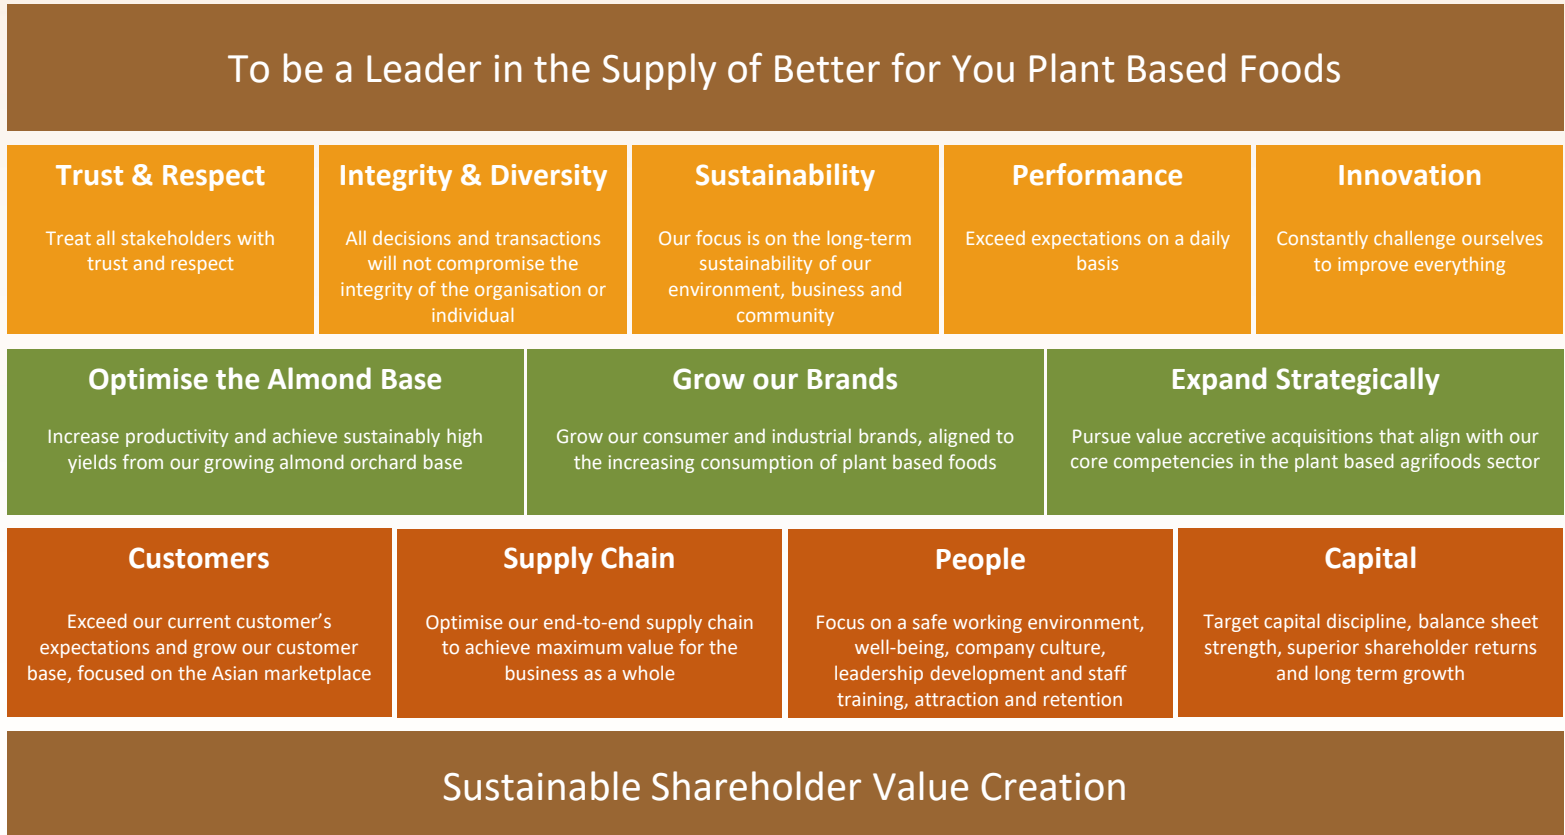 To be a Leader in the Supply of Better for You Plant Based Foods
Trust & Respect
Treat all stakeholders with
trust and respect
Integrity & Diversity
All decisions and transactions
will not compromise the
integrity of the organisation or
individual
Sustainability
Our focus is on the long-term
sustainability of our
environment, business and
community
Performance
Exceed expectations on a daily
basis
Innovation
Constantly challenge ourselves
to improve everything
Optimise the Almond Base
Increase productivity and achieve sustainably high
yields from our growing almond orchard base
Grow our Brands
Grow our consumer and industrial brands, aligned to
the increasing consumption of plant based foods
Expand Strategically
Pursue value accretive acquisitions that align with our
core competencies in the plant based agrifoods sector
Customers
Exceed our current customer’s
expectations and grow our customer
base, focused on the Asian marketplace
Supply Chain
Optimise our end-to-end supply chain
to achieve maximum value for the
business as a whole
People
Focus on a safe working environment,
well-being, company culture,
leadership development and staff
training, attraction and retention
Capital
Target capital discipline, balance sheet
strength, superior shareholder returns
and long term growth
Sustainable Shareholder Value Creation